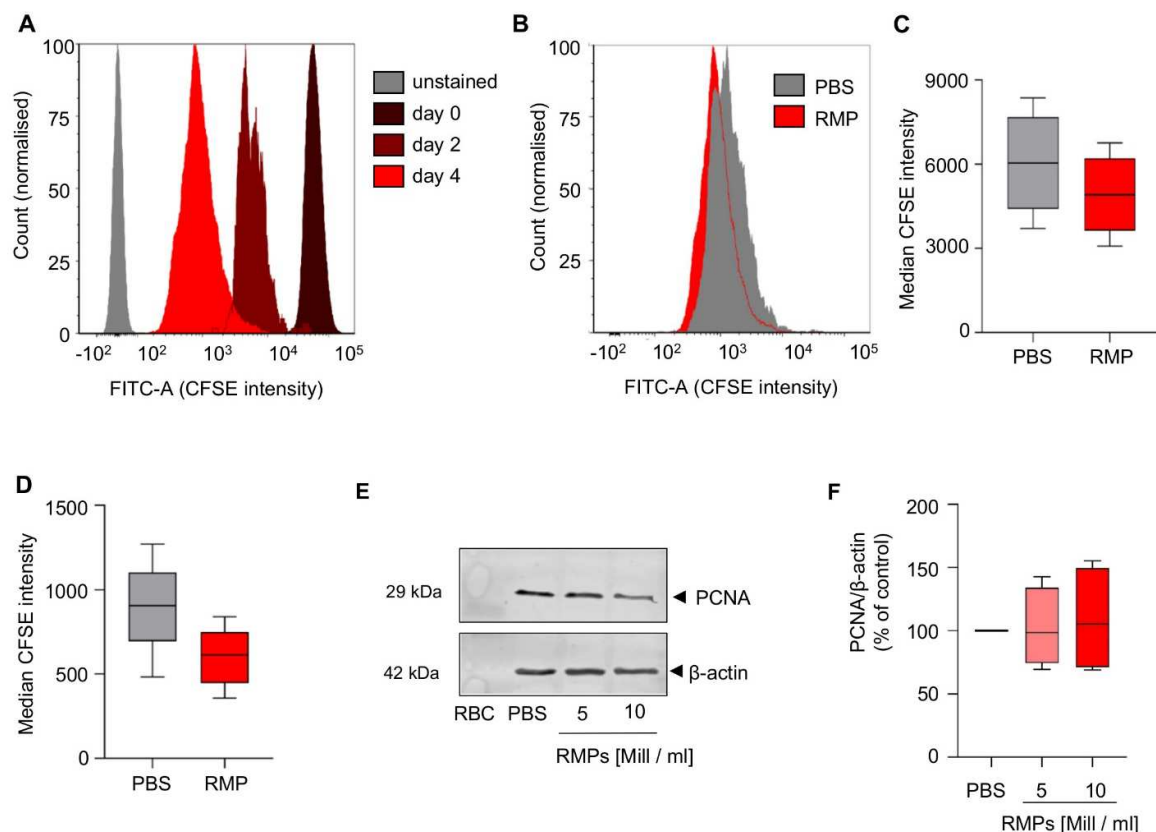 A
100
75
50
25
0
Count (normalised)
-10² 10² 10³ 10⁴ 10⁵
FITC-A (CFSE intensity)
unstained
day 0
day 2
day 4
B
100
75
50
25
Count (normalised)
-10² 10² 10³ 10⁴ 10⁵
FITC-A (CFSE intensity)
PBS
RMP
C
9000
6000
3000
0
Median CFSE intensity
PBS RMP
D
1500
1000
500
0
Median CFSE intensity
PBS RMP
E
29 kDa
PCNA
42 kDa
β-actin
RBC PBS 5 10
RMPs [Mill / ml]
F
200
150
100
50
0
PCNA/β-actin
(% of control)
PBS 5 10
RMPs [Mill / ml]